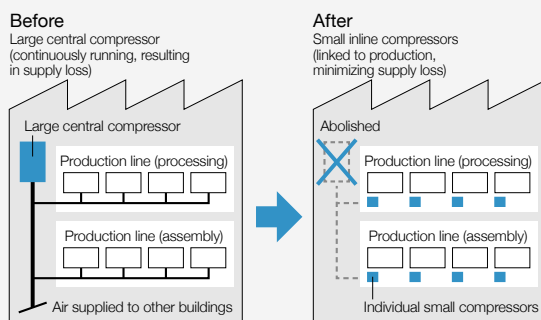 Before
Large central compressor
(continuously running, resulting
in supply loss)
Large central compressor
Production line (processing)
Production line (assembly)
Air supplied to other buildings
After
Small inline compressors
(linked to production,
minimizing supply loss)
Abolished
Production line (processing)
Production line (assembly)
Individual small compressors